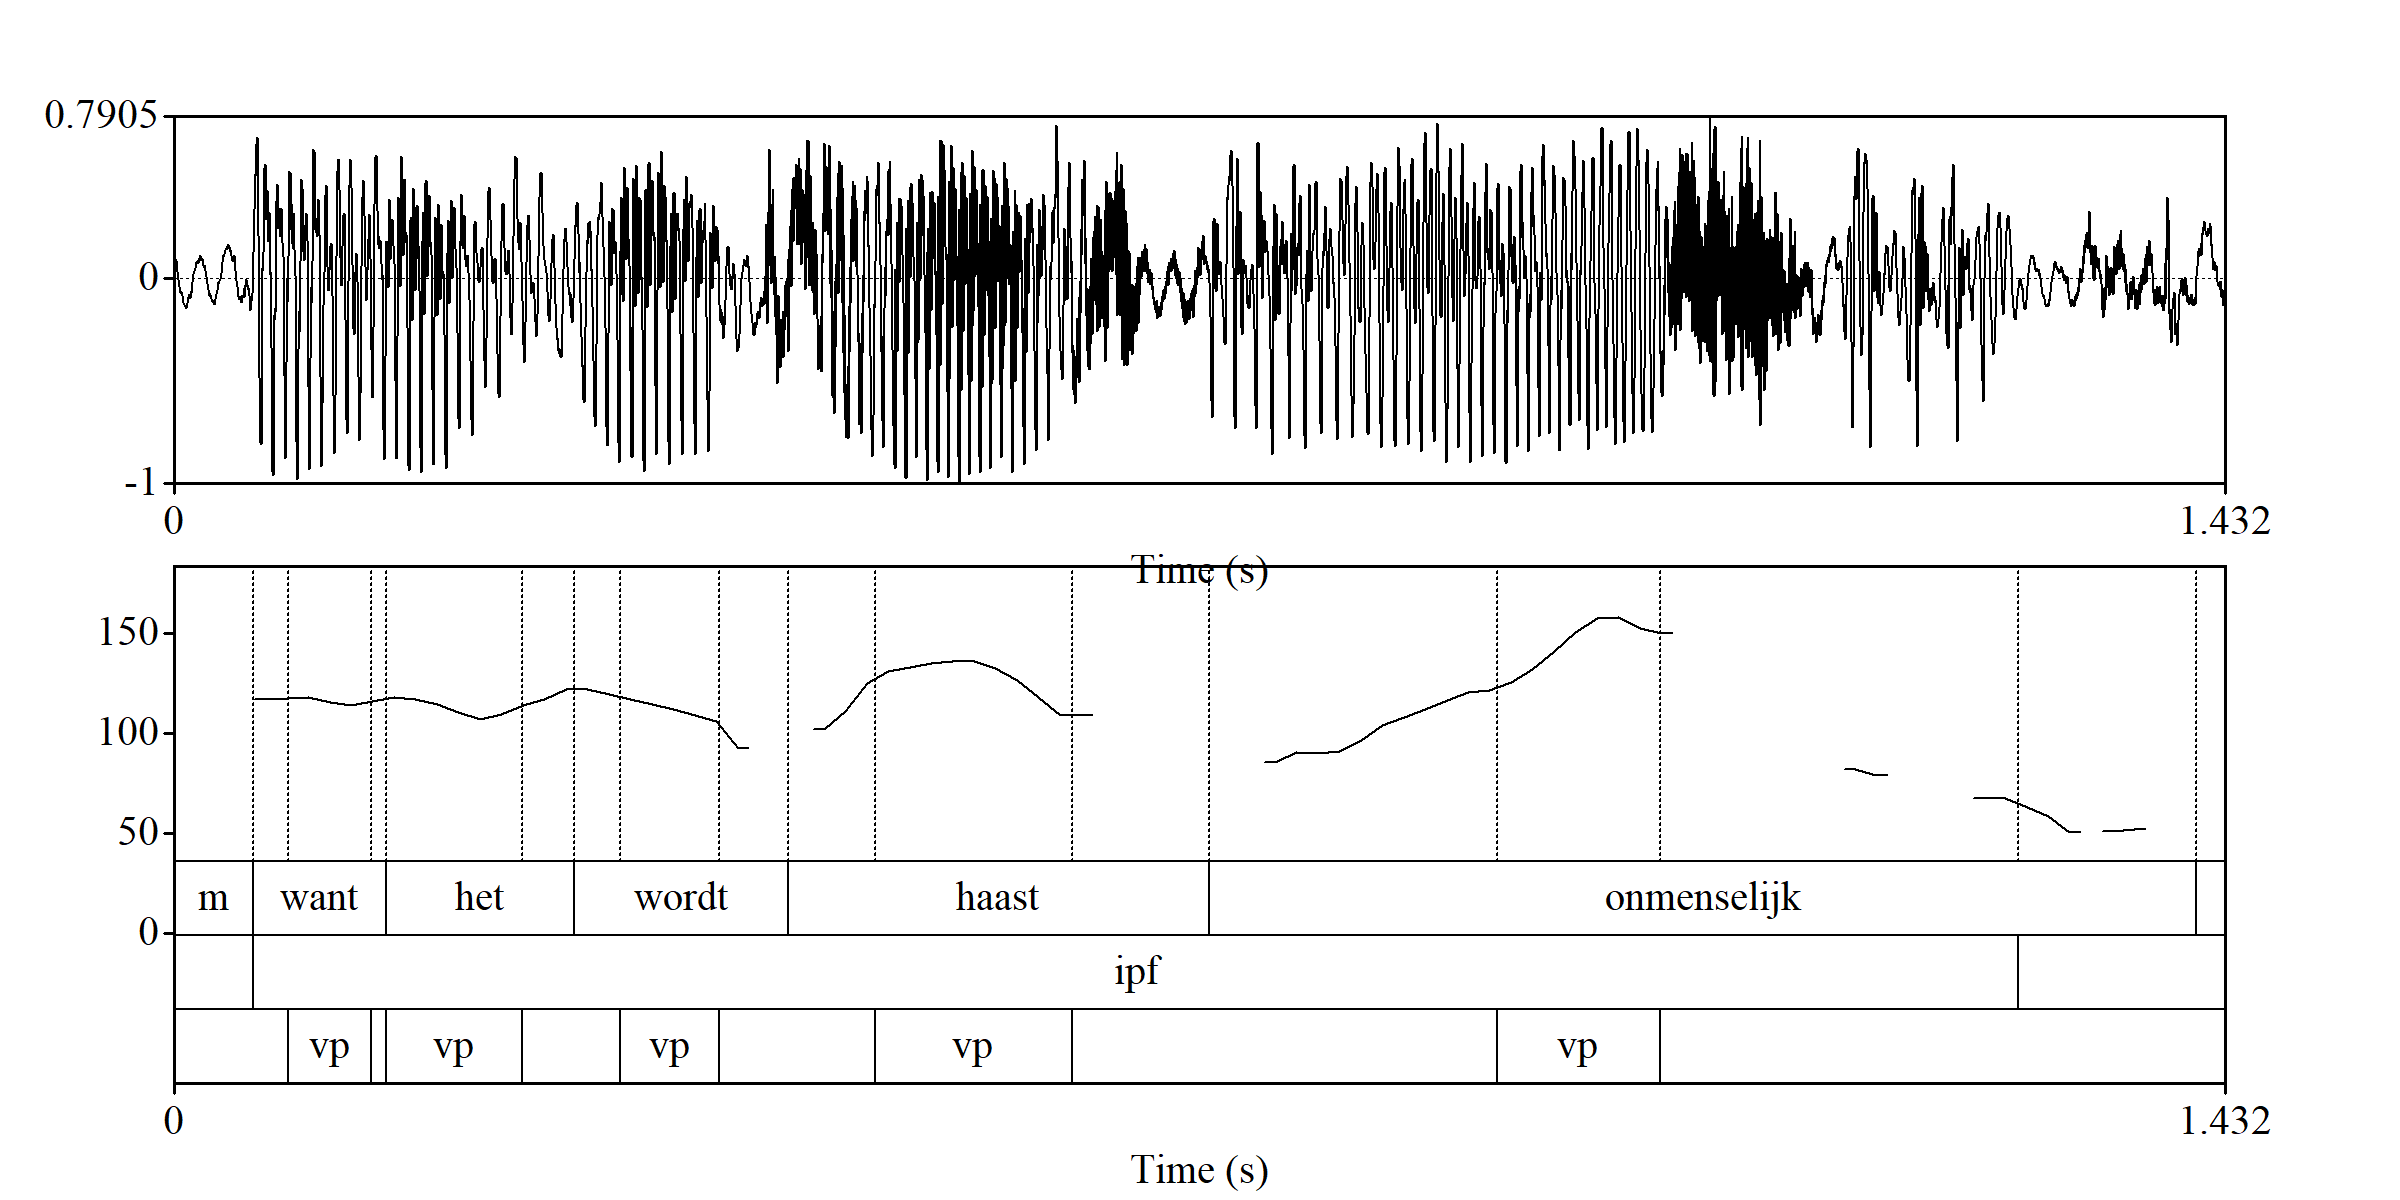 0.7905
0
-1
0 1.432
Time (s)
150
100
50
0
m want het wordt haast onmenselijk
ipf
vp vp vp vp vp
0 1.432
Time (s)